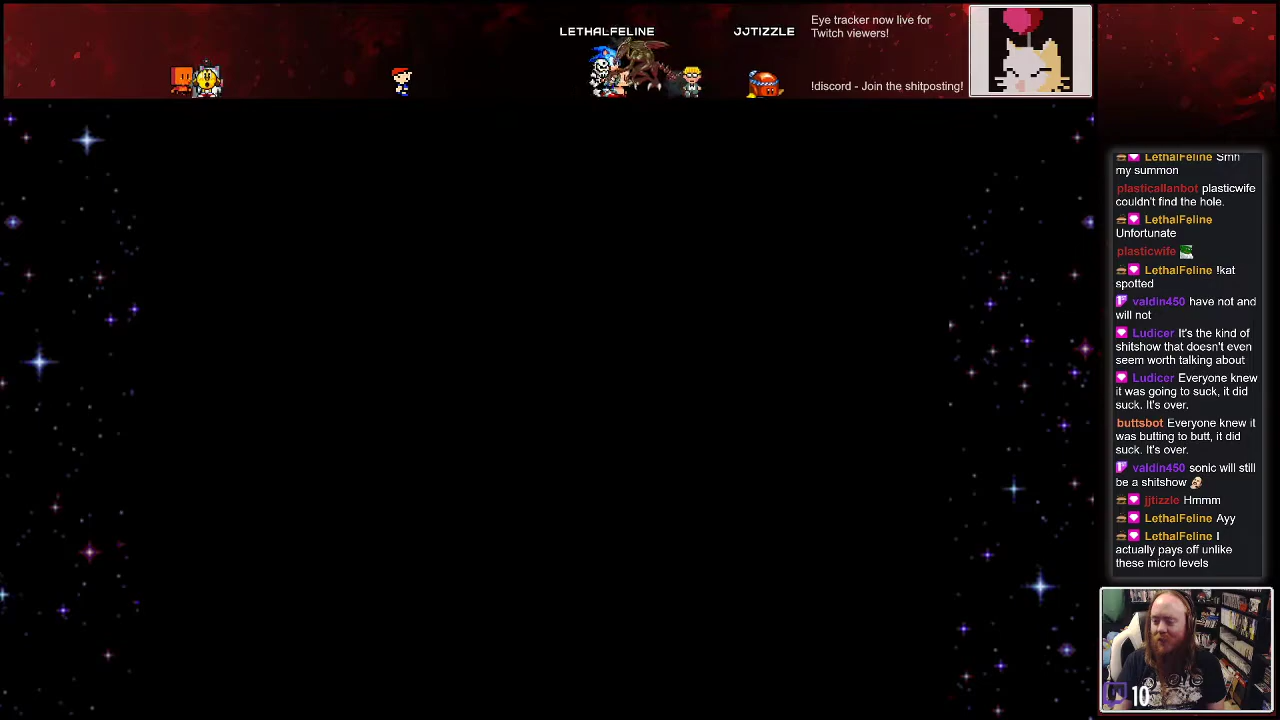 LETHALFELINE
JJTIZZLE
Eye tracker now live for
Twitch viewers!
!discord - Join the shitposting!
LethalFeline Smh
my summon
plasticallanbot plasticwife
couldn't find the hole.
LethalFeline
Unfortunate
plasticwife
LethalFeline !kat
spotted
valdin450 have not and
will not
Ludicer It's the kind of
shitshow that doesn't even
seem worth talking about
Ludicer Everyone knew
it was going to suck, it did
suck. It's over.
buttsbot Everyone knew it
was butting to butt, it did
suck. It's over.
valdin450 sonic will still
be a shitshow
jjtizzle Hmmm
LethalFeline Ayy
LethalFeline I
actually pays off unlike
these micro levels
10